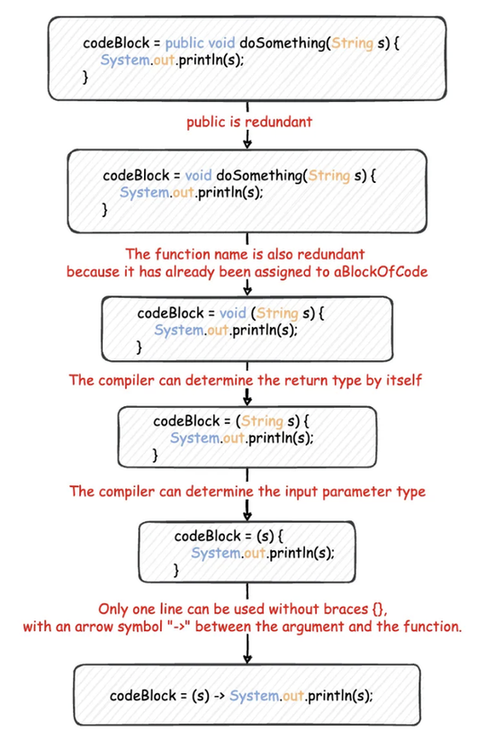 codeBlock = public void doSomething(String s) {
System.out.println(s);
}
public is redundant
codeBlock = void doSomething(String s) {
System.out.println(s);
}
The function name is also redundant
because it has already been assigned to aBlockOfCode
codeBlock = void (String s) {
System.out.println(s);
}
The compiler can determine the return type by itself
codeBlock = (String s) {
System.out.println(s);
}
The compiler can determine the input parameter type
codeBlock = (s) {
System.out.println(s);
}
Only one line can be used without braces {},
with an arrow symbol "->" between the argument and the function.
codeBlock = (s) -> System.out.println(s);